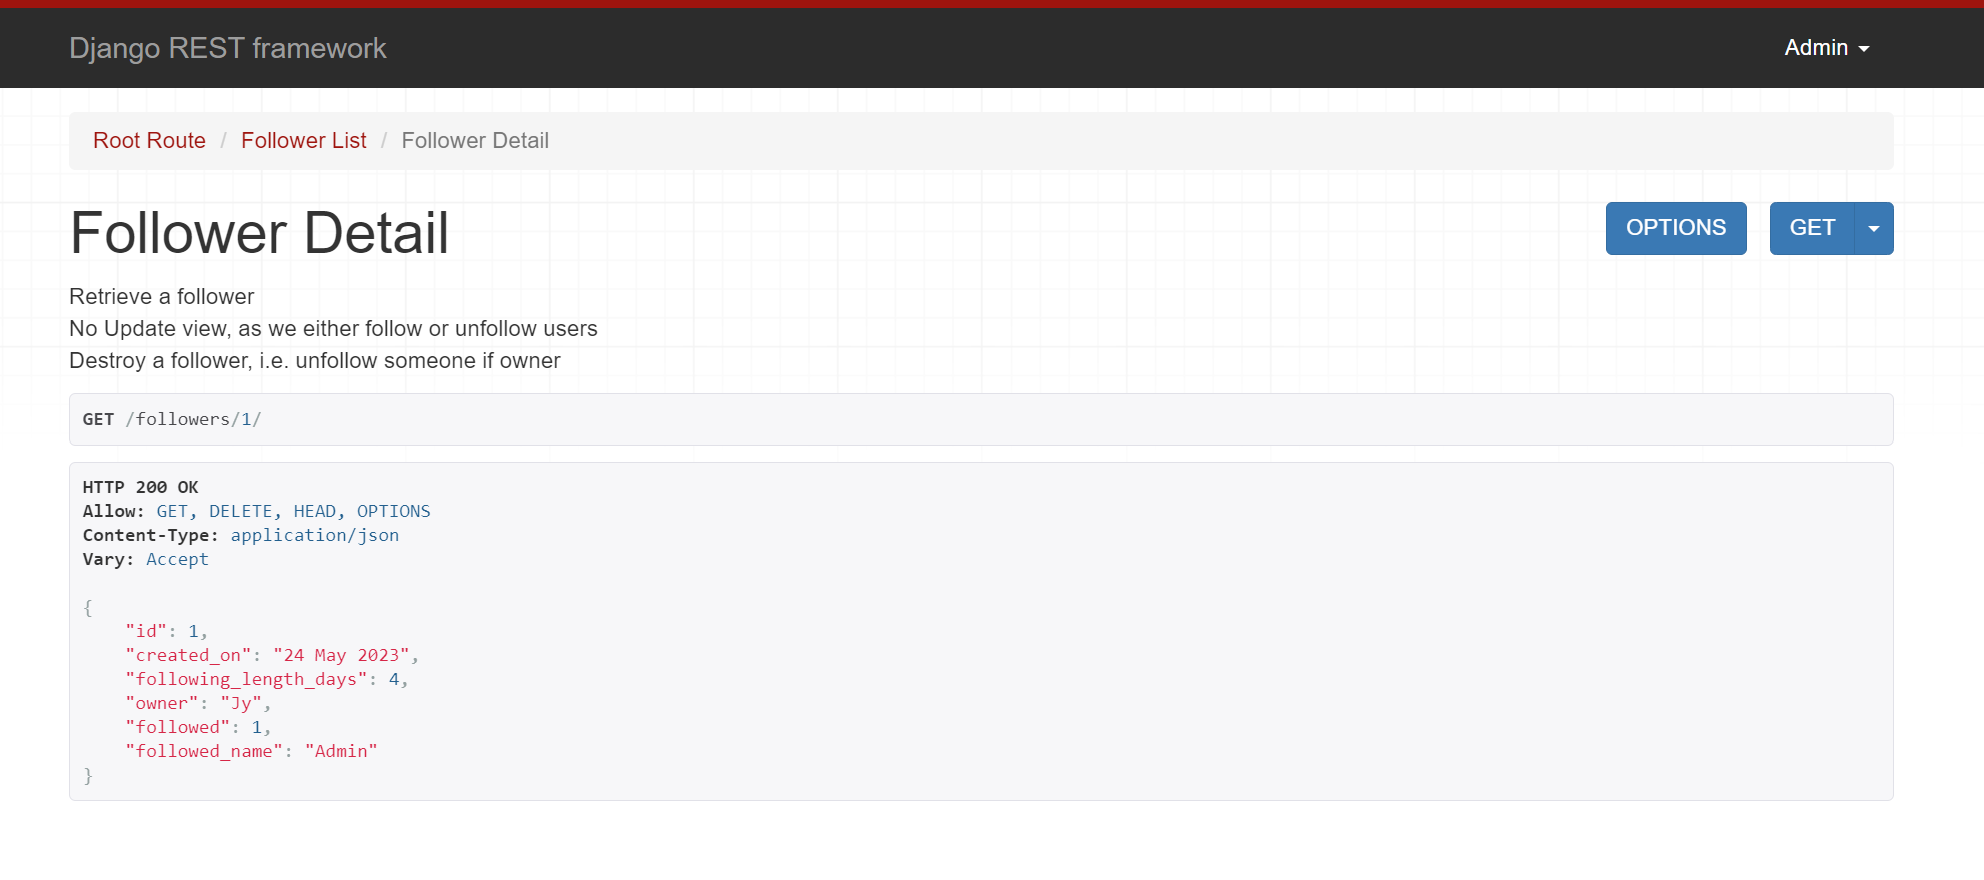 Django REST framework
Admin
Root Route / Follower List / Follower Detail
Follower Detail
OPTIONS
GET
Retrieve a follower
No Update view, as we either follow or unfollow users
Destroy a follower, i.e. unfollow someone if owner
GET /followers/1/
HTTP 200 OK
Allow: GET, DELETE, HEAD, OPTIONS
Content-Type: application/json
Vary: Accept
{
    "id": 1,
    "created_on": "24 May 2023",
    "following_length_days": 4,
    "owner": "Jy",
    "followed": 1,
    "followed_name": "Admin"
}